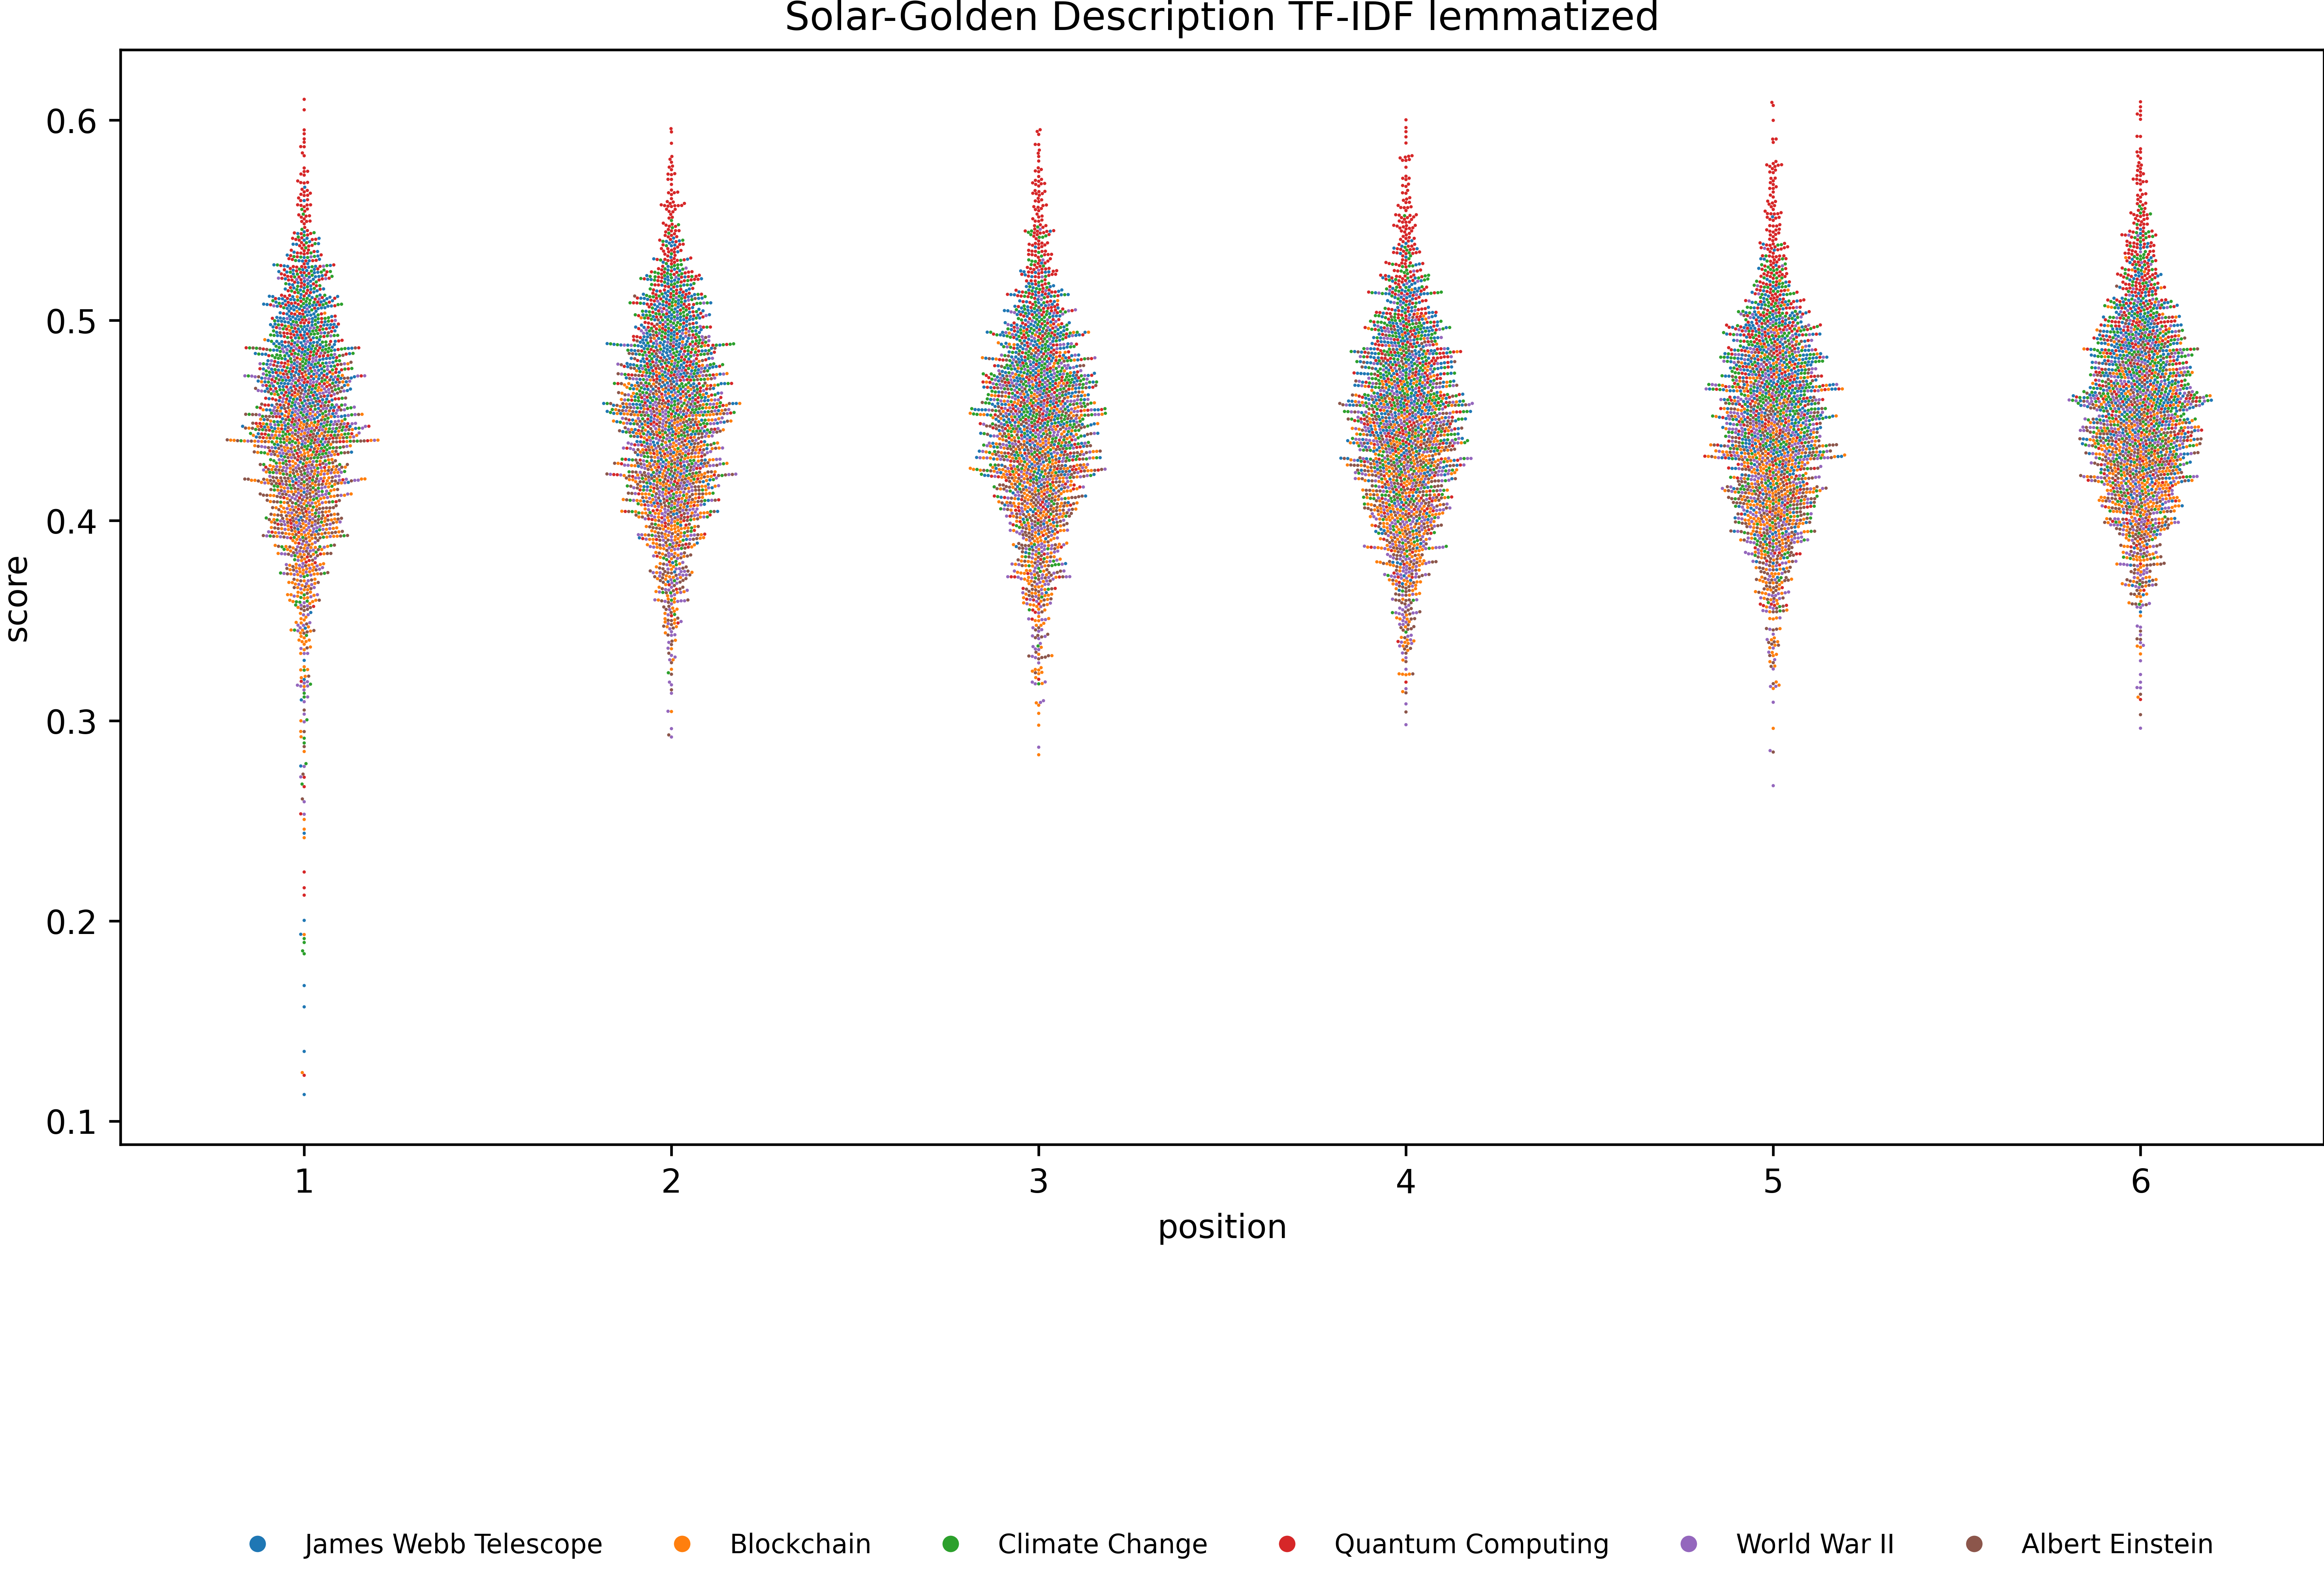 Solar-Golden Description TF-IDF lemmatized
0.6
0.5
0.4
0.3
0.2
0.1
score
1 2 3 4 5 6
position
James Webb Telescope Blockchain Climate Change Quantum Computing World War II Albert Einstein